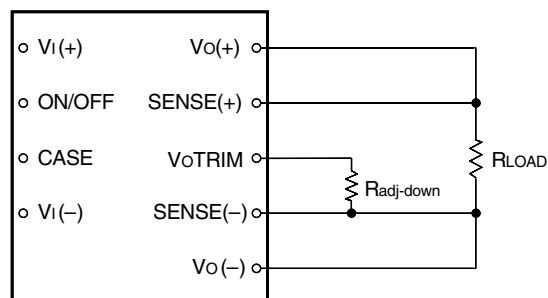 VI(+) VO(+)
ON/OFF SENSE(+)
CASE VOTRIM RLOAD
Radj-down
VI(–) SENSE(–)
VO(–)